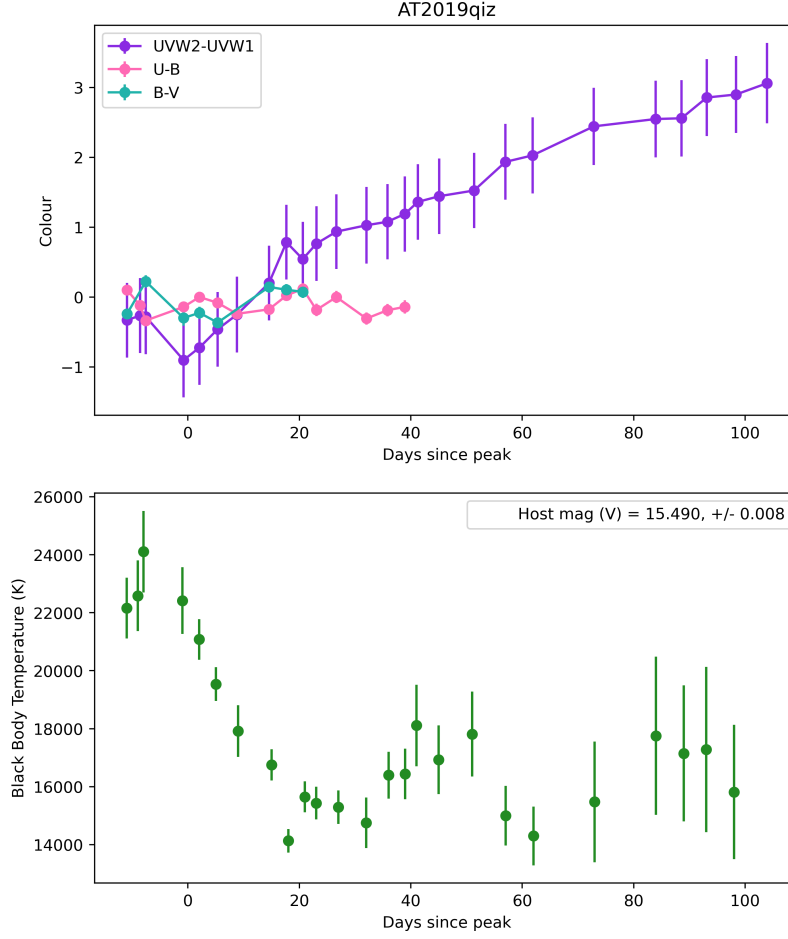 AT2019qiz
UVW2-UVW1
U-B
B-V
3
2
1
0
−1
Colour
0 20 40 60 80 100
Days since peak
Host mag (V) = 15.490, +/- 0.008
26000
24000
22000
20000
18000
16000
14000
Black Body Temperature (K)
0 20 40 60 80 100
Days since peak